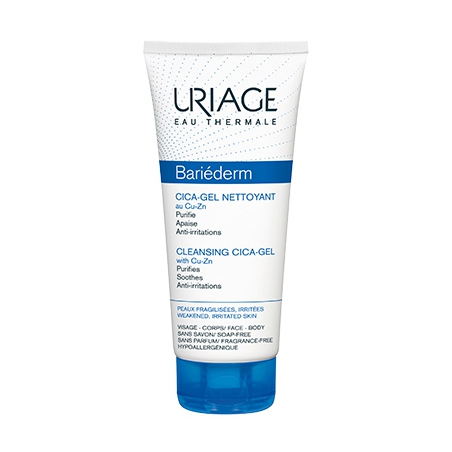 URIAGE
EAU THERMALE
Bariéderm
CICA-GEL NETTOYANT
au Cu-Zn
Purifie
Apaise
Anti-irritations
CLEANSING CICA-GEL
with Cu-Zn
Purifies
Soothes
Anti-irritations
PEAUX FRAGILISÉES, IRRITÉES
WEAKENED, IRRITATED SKIN
VISAGE - CORPS/ FACE - BODY
SANS SAVON/ SOAP-FREE
SANS PARFUM/ FRAGRANCE-FREE
HYPOALLERGÉNIQUE